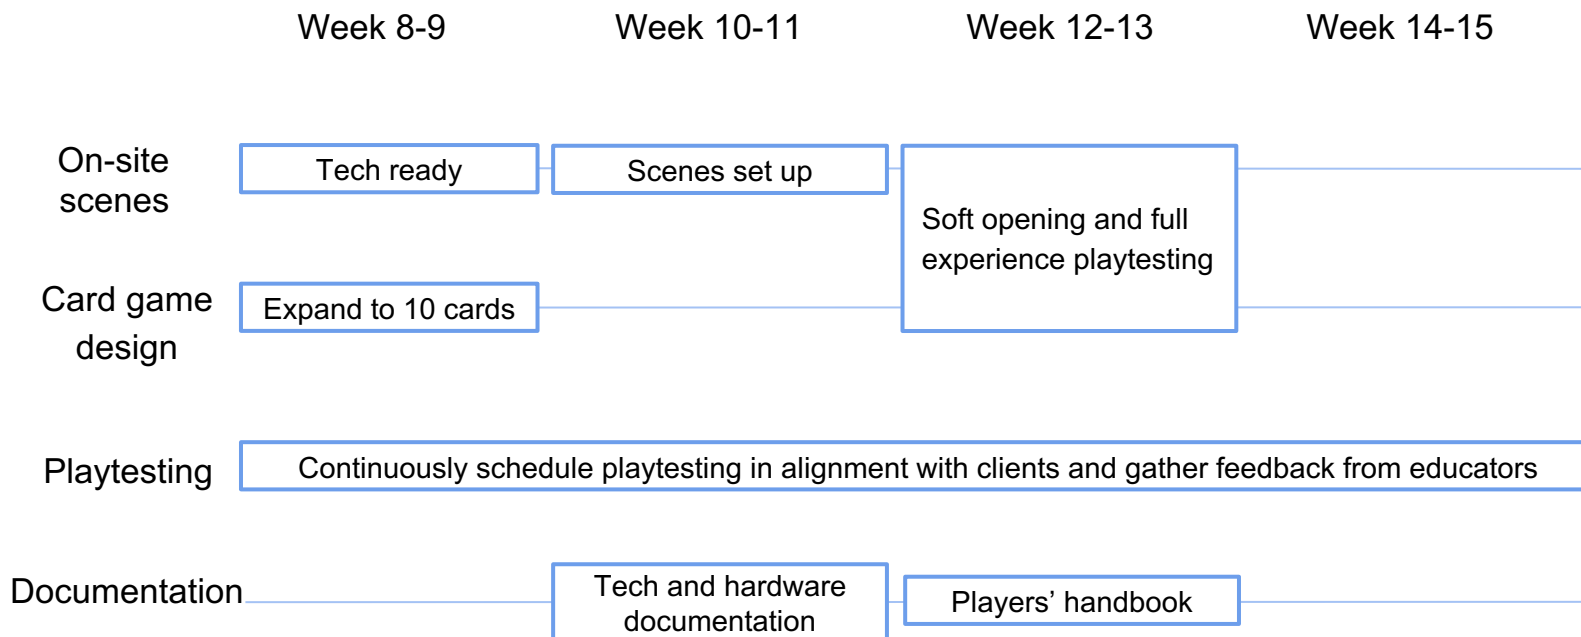 Week 8-9 Week 10-11 Week 12-13 Week 14-15
On-site
scenes
Tech ready
Scenes set up
Soft opening and full
experience playtesting
Card game
design
Expand to 10 cards
Playtesting
Continuously schedule playtesting in alignment with clients and gather feedback from educators
Documentation
Tech and hardware
documentation
Players’ handbook